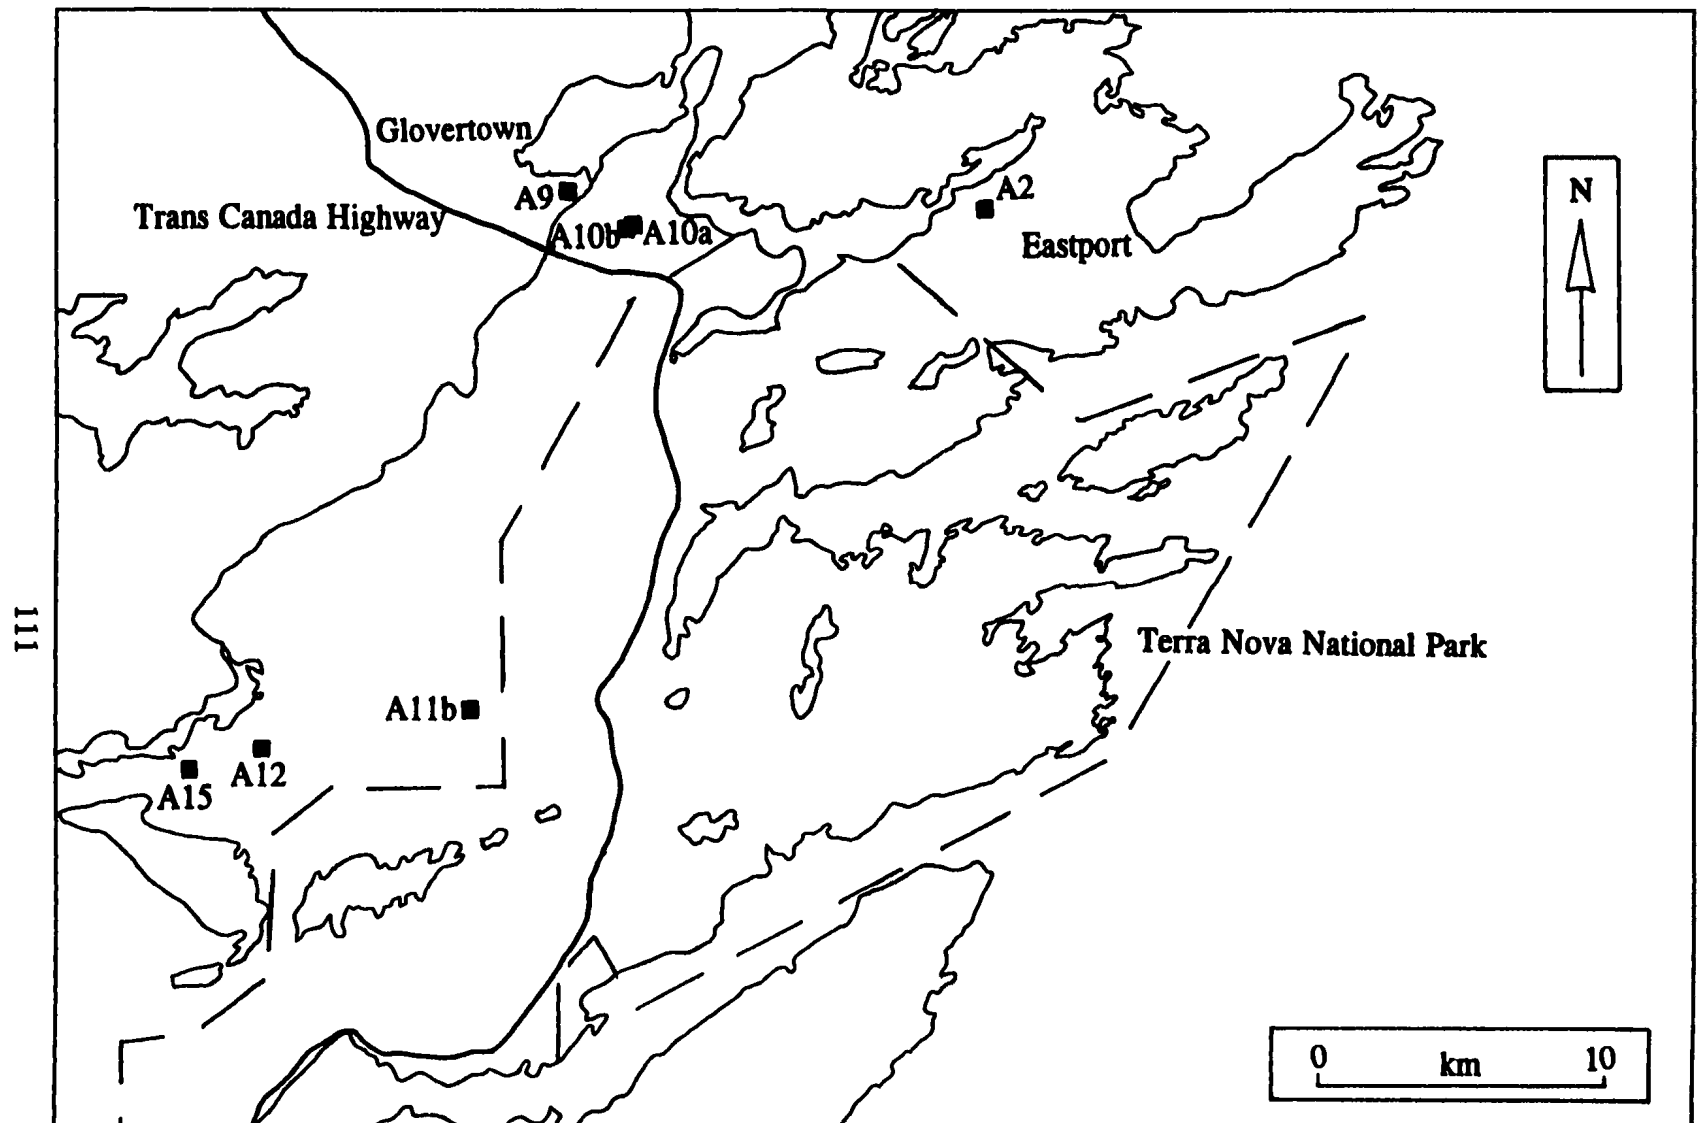 Glovertown
A9
A2
Trans Canada Highway
A10b
A10a
Eastport
N
111
Terra Nova National Park
A11b
A12
A15
0 km 10